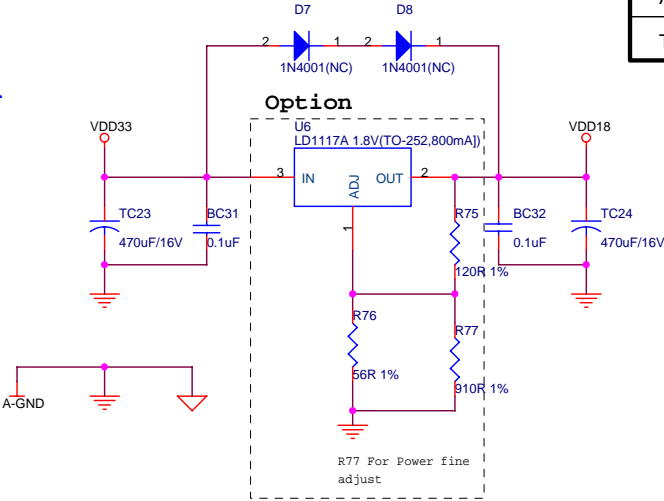 D7 D8
2 1 2 1
1N4001(NC) 1N4001(NC)
Option
U6
LD1117A 1.8V(TO-252,800mA])
VDD33 VDD18
3 IN OUT 2
ADJ
1
TC23
470uF/16V
BC31
0.1uF
R75
120R 1%
BC32
0.1uF
TC24
470uF/16V
R76
56R 1%
R77
910R 1%
A-GND
R77 For Power fine
adjust